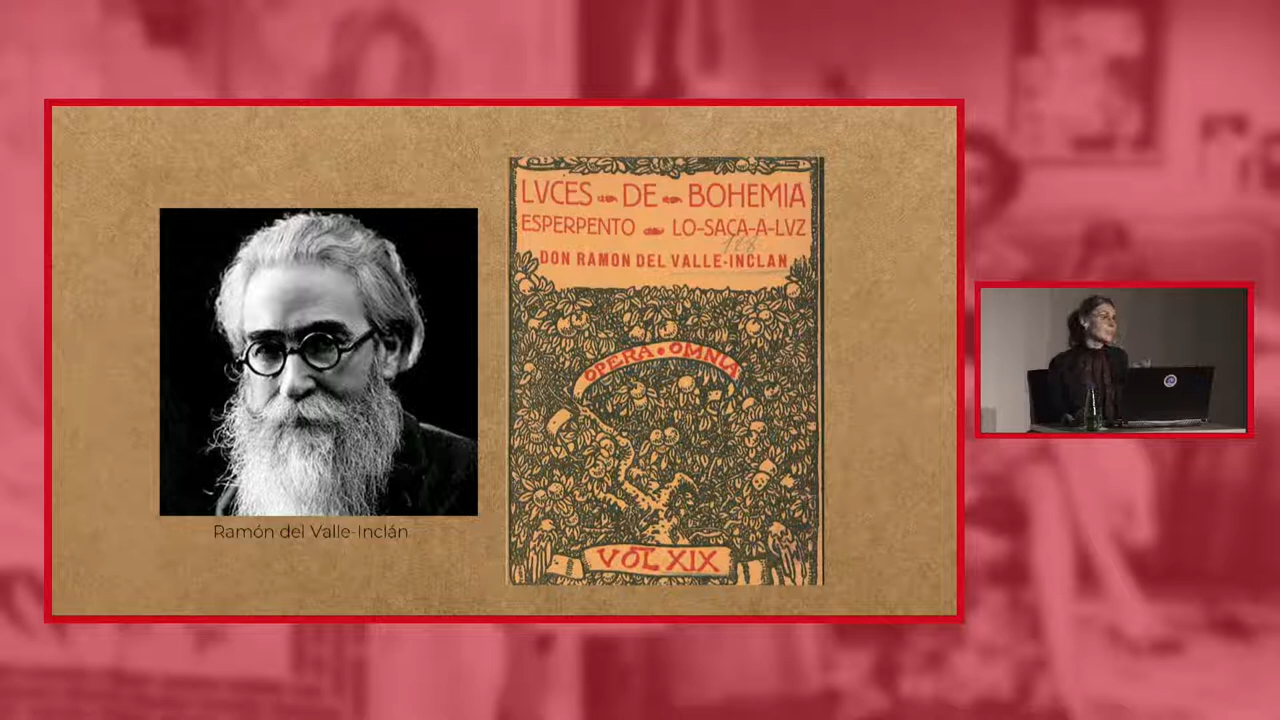 LVCES DE BOHEMIA
ESPERPENTO LO-SACA-A-LVZ
DON RAMON DEL VALLE-INCLAN
OPERA OMNIA
VOL XIX
Ramón del Valle-Inclán